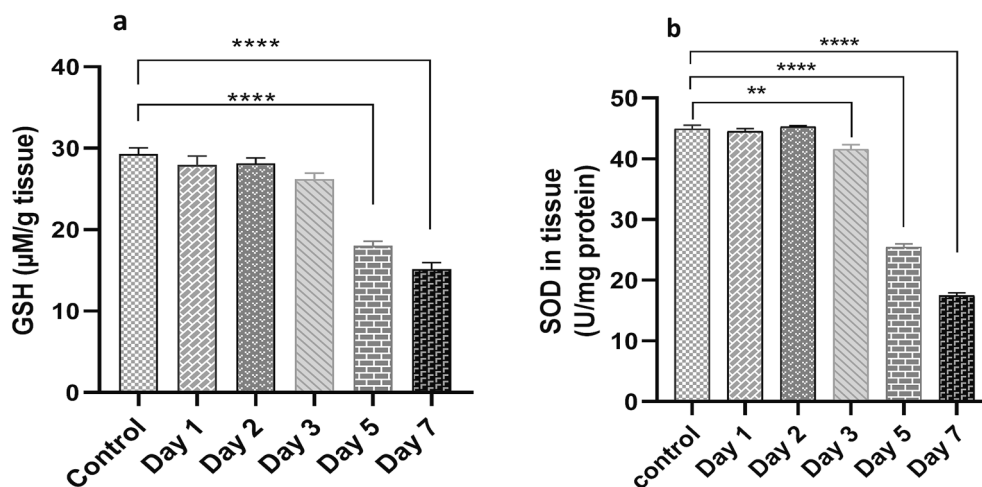 a
****
****
40
30
20
10
0
GSH (µM/g tissue)
Control
Day 1
Day 2
Day 3
Day 5
Day 7
b
****
****
**
50
40
30
20
10
0
SOD in tissue
(U/mg protein)
control
Day 1
Day 2
Day 3
Day 5
Day 7